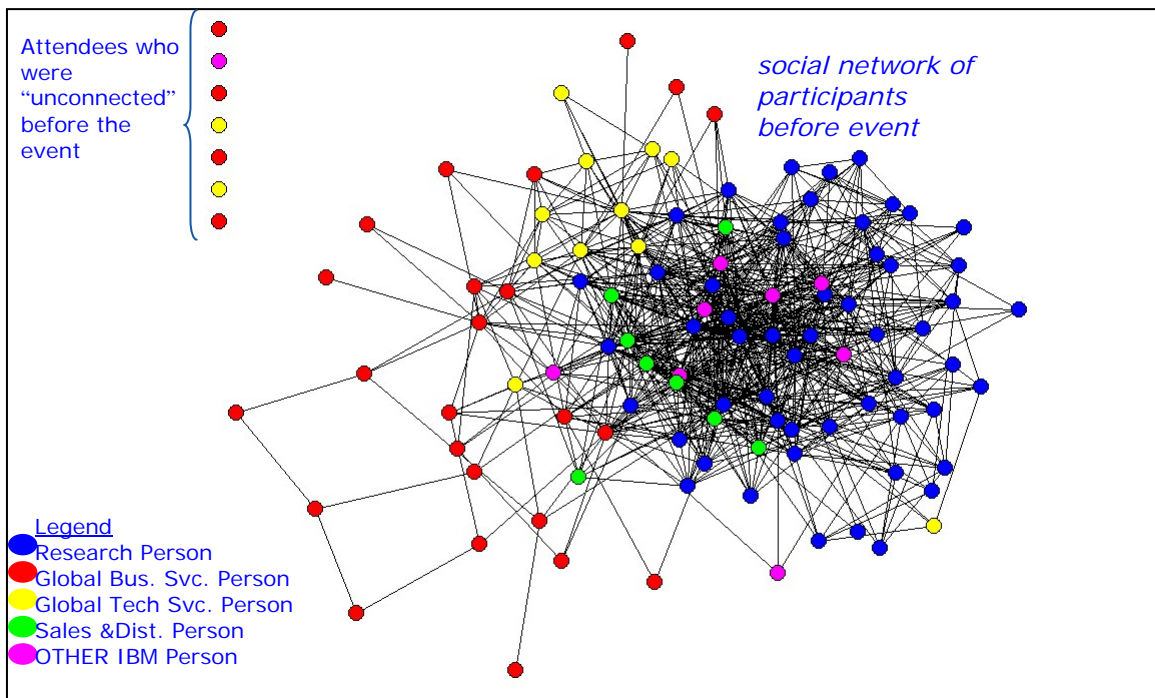 Attendees who
were
“unconnected”
before the
event
social network of
participants
before event
Legend
Research Person
Global Bus. Svc. Person
Global Tech Svc. Person
Sales &Dist. Person
OTHER IBM Person